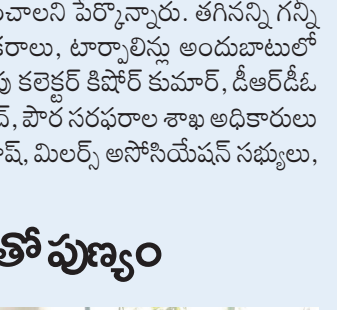 ంచాలని పేర్కొన్నారు. తగినన్ని గన్నీ
కరాలు, టార్పాలిన్లు అందుబాటులో
పు కలెక్టర్ కిషోర్ కుమార్, డీఆర్‌డీఓ
చ్, పౌర సరఫరాల శాఖ అధికారులు
ాష్, మిలర్స్ అసోసియేషన్ సభ్యులు,
తో పుణ్యం